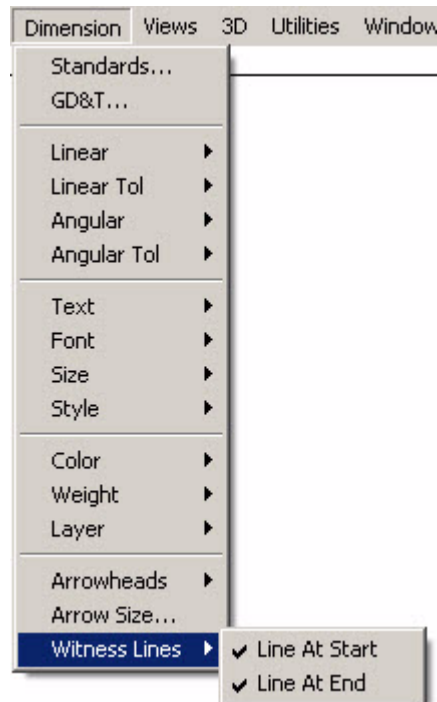 Dimension Views 3D Utilities Window
Standards...
GD&T...
Linear
Linear Tol
Angular
Angular Tol
Text
Font
Size
Style
Color
Weight
Layer
Arrowheads
Arrow Size...
Witness Lines
Line At Start
Line At End